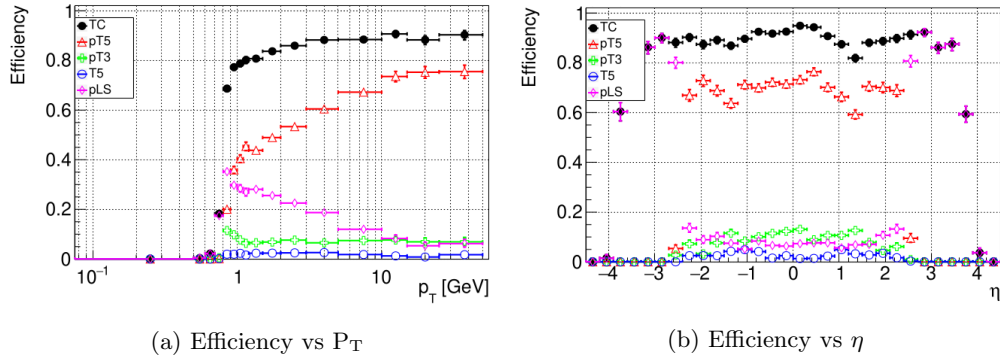 Efficiency
1
0.8
0.6
0.4
0.2
0
TC
pT5
pT3
T5
pLS
10⁻¹
1
10
p_T [GeV]
(a) Efficiency vs P_T
Efficiency
1
0.8
0.6
0.4
0.2
0
TC
pT5
pT3
T5
pLS
−4
−3
−2
−1
0
1
2
3
4
η
(b) Efficiency vs η